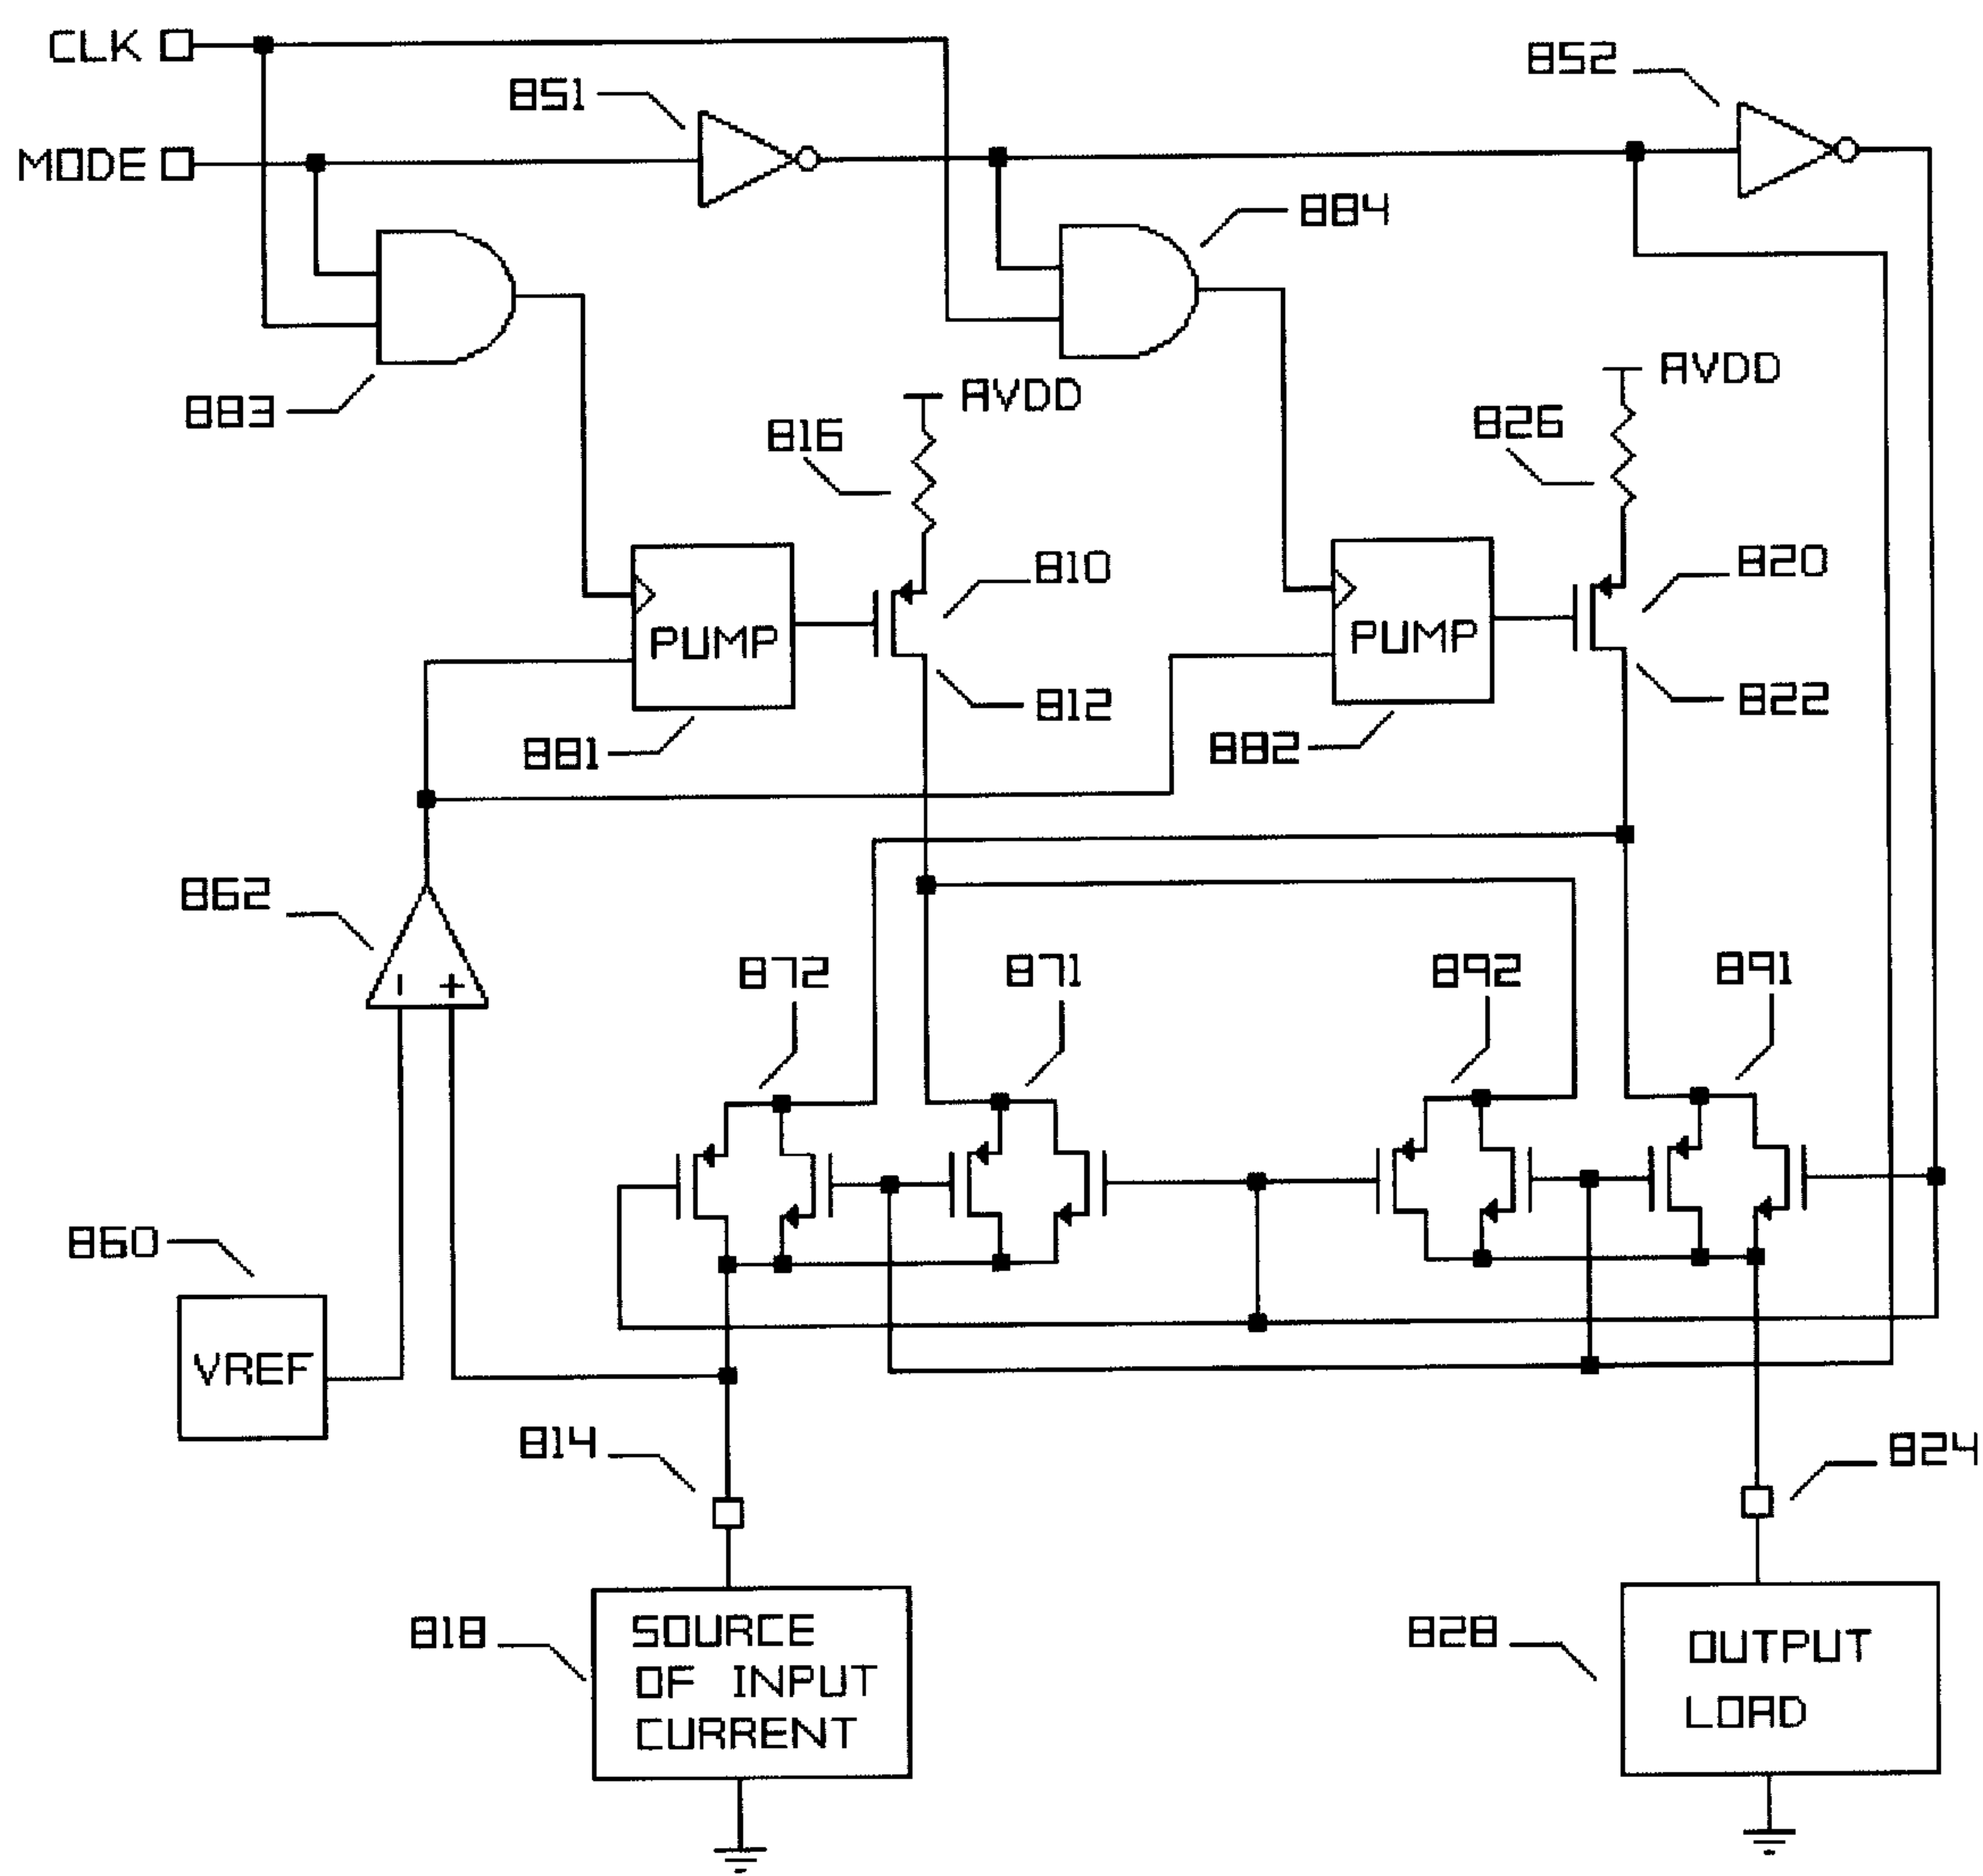 CLK
852
851
MODE
884
AVDD
AVDD
883
816
826
810
820
PUMP
PUMP
812
822
881
882
862
872
871
892
891
- +
860
VREF
814
824
818
SOURCE
OF INPUT
CURRENT
828
OUTPUT
LOAD